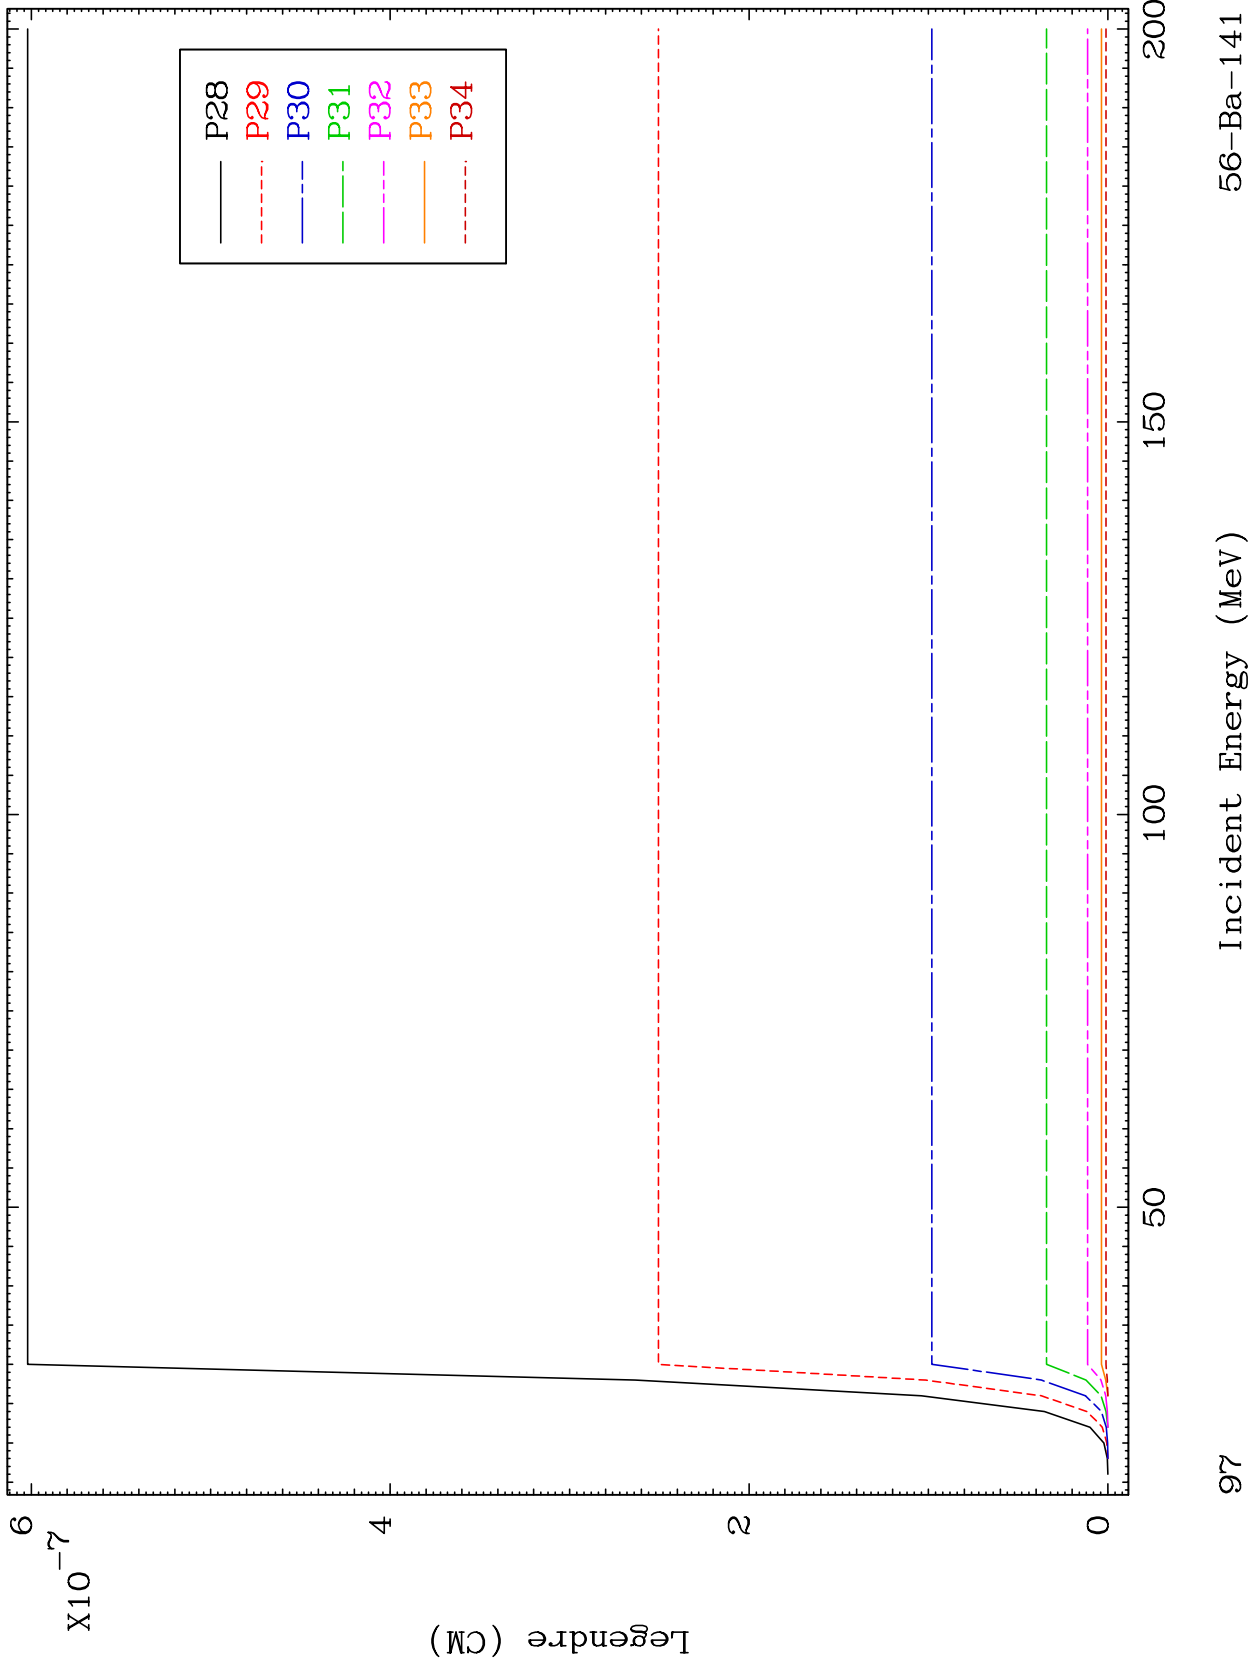 X10-7
6
4
2
0
Legendre (CM)
P28
P29
P30
P31
P32
P33
P34
50
100
150
200
Incident Energy (MeV)
97
56-Ba-141